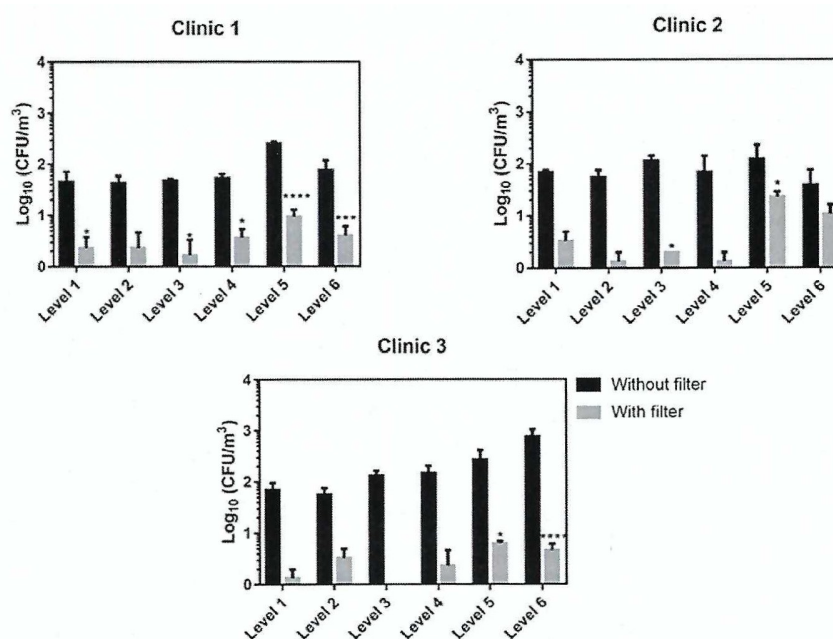 Clinic 1
4
3
2
1
0
Log10 (CFU/m3)
* * * **** ***
Level 1 Level 2 Level 3 Level 4 Level 5 Level 6
Clinic 2
4
3
2
1
0
Log10 (CFU/m3)
* *
Level 1 Level 2 Level 3 Level 4 Level 5 Level 6
Clinic 3
4
3
2
1
0
Log10 (CFU/m3)
* ****
Level 1 Level 2 Level 3 Level 4 Level 5 Level 6
Without filter
With filter